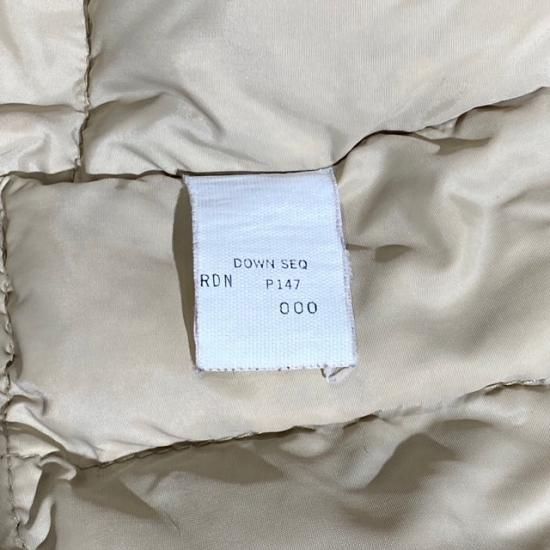 DOWN SEQ
RDN P147
000